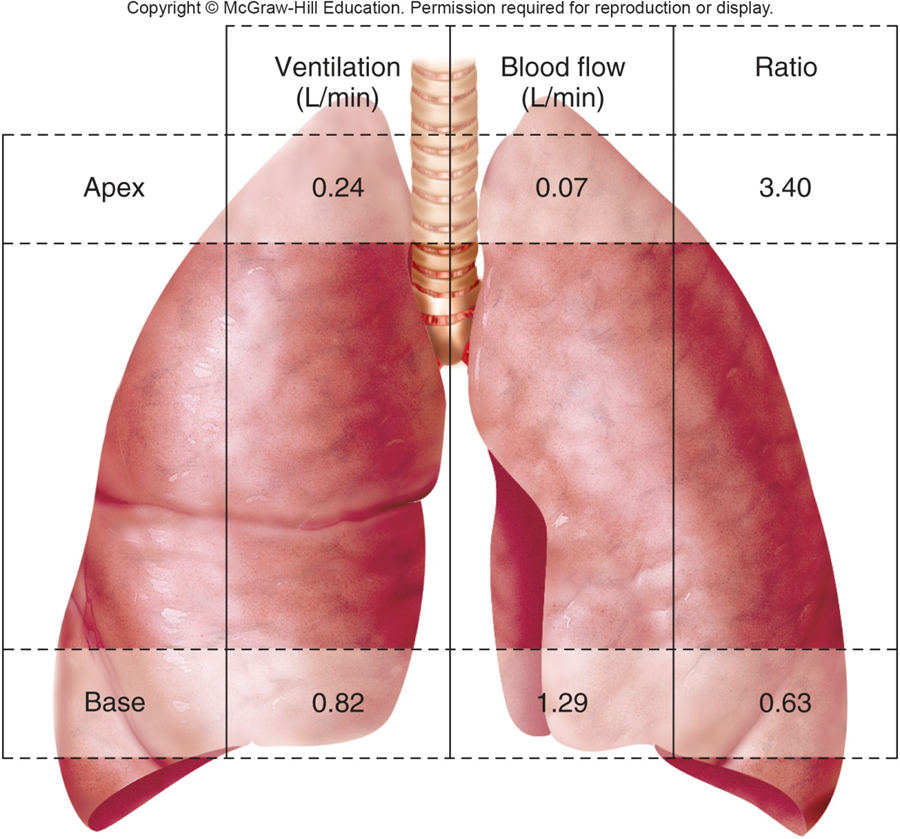 Copyright © McGraw-Hill Education. Permission required for reproduction or display.
Ventilation
(L/min)
Blood flow
(L/min)
Ratio
Apex
0.24
0.07
3.40
Base
0.82
1.29
0.63